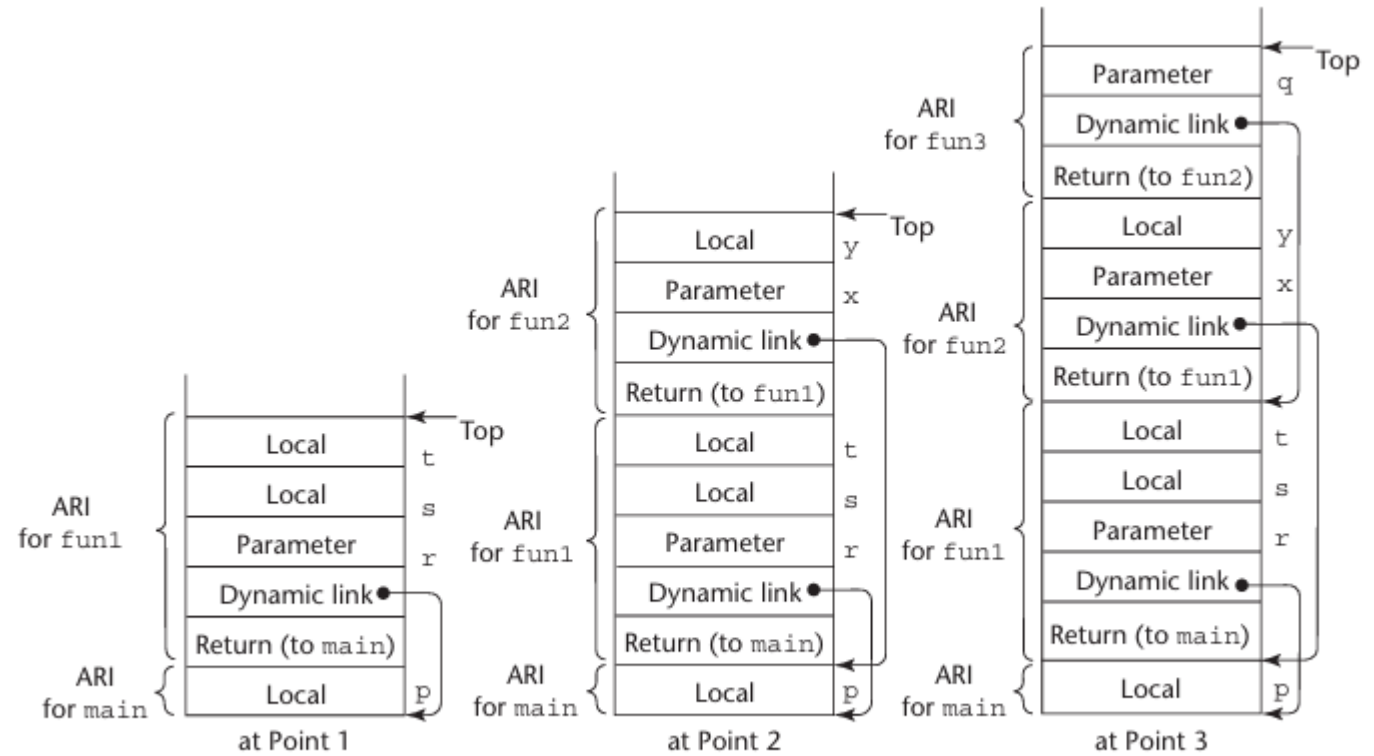 Local
t
Local
s
Parameter
r
Dynamic link
Return (to main)
Local
p
Top
ARI
for fun1
ARI
for main
at Point 1
Local
y
Parameter
x
Dynamic link
Return (to fun1)
Local
t
Local
s
Parameter
r
Dynamic link
Return (to main)
Local
p
Top
ARI
for fun2
ARI
for fun1
ARI
for main
at Point 2
Parameter
q
Dynamic link
Return (to fun2)
Local
y
Parameter
x
Dynamic link
Return (to fun1)
Local
t
Local
s
Parameter
r
Dynamic link
Return (to main)
Local
p
Top
ARI
for fun3
ARI
for fun2
ARI
for fun1
ARI
for main
at Point 3